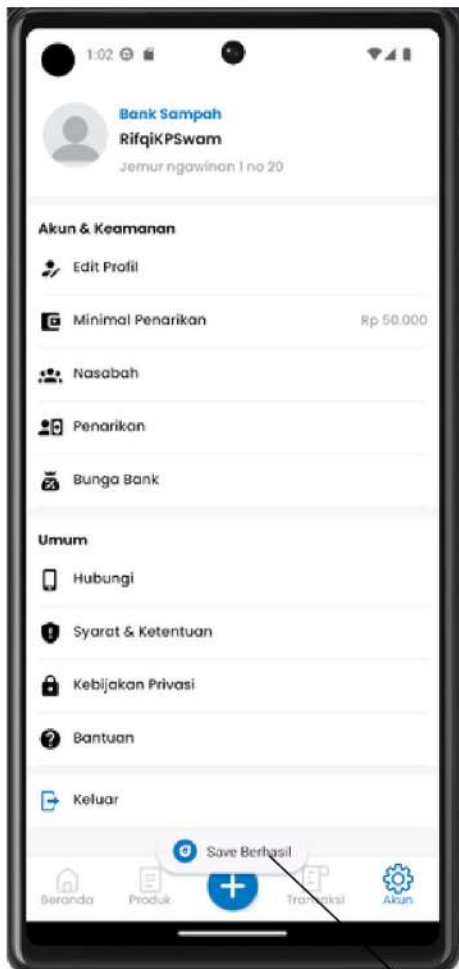 1:02
Bank Sampah
RifqiKPSwam
Jemur ngawinan 1 no 20
Akun & Keamanan
Edit Profil
Minimal Penarikan Rp 50.000
Nasabah
Penarikan
Bunga Bank
Umum
Hubungi
Syarat & Ketentuan
Kebijakan Privasi
Bantuan
Keluar
Save Berhasil
Beranda Produk Transaksi Akun